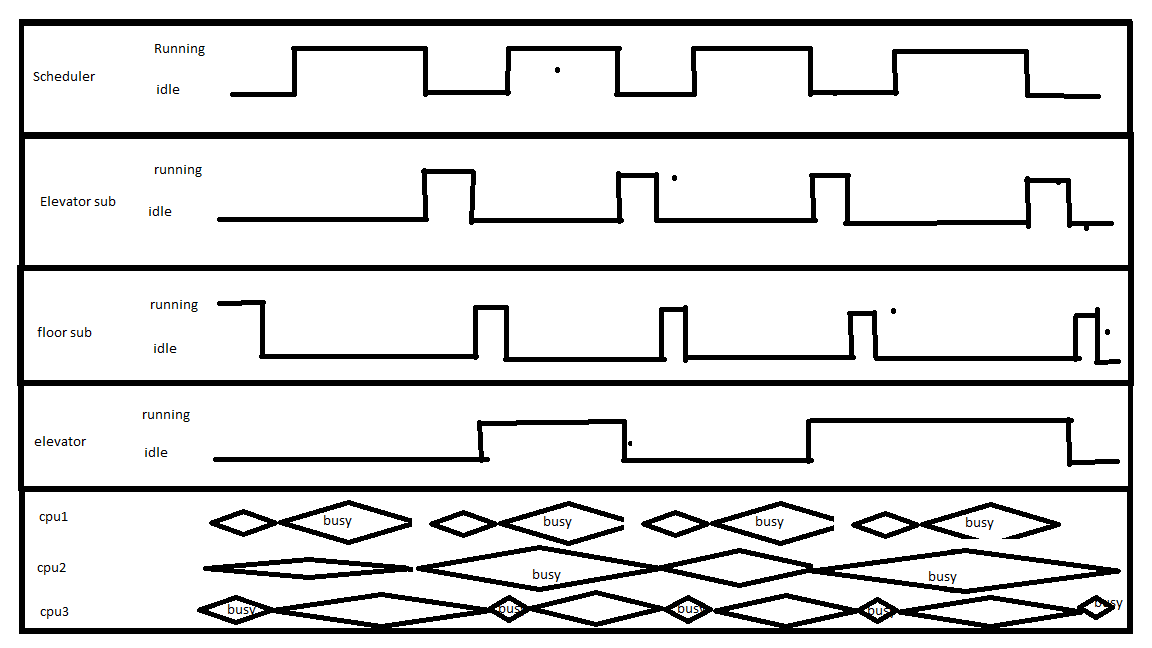 Running
Scheduler
idle
running
Elevator sub
idle
running
floor sub
idle
running
elevator
idle
cpu1
busy
busy
busy
busy
cpu2
busy
busy
cpu3
busy
busy
busy
busy
busy